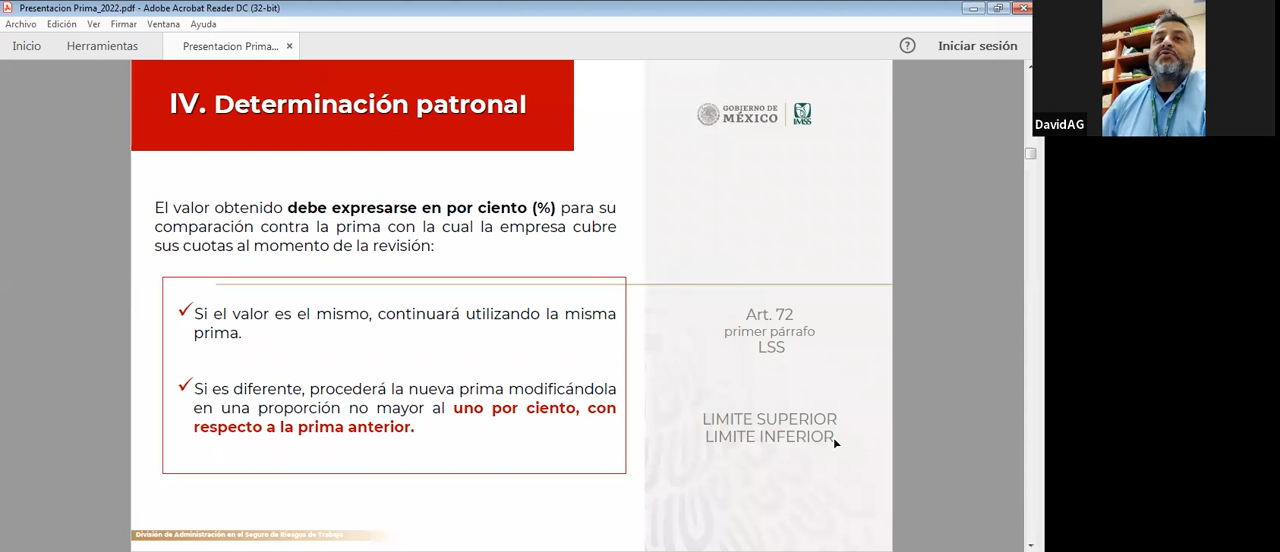 Presentacion Prima_2022.pdf - Adobe Acrobat Reader DC (32-bit)
Archivo Edición Ver Firmar Ventana Ayuda
Inicio Herramientas Presentacion Prima... × ? Iniciar sesión
IV. Determinación patronal
GOBIERNO DE
MÉXICO
IMSS
El valor obtenido debe expresarse en por ciento (%) para su
comparación contra la prima con la cual la empresa cubre
sus cuotas al momento de la revisión:
Si el valor es el mismo, continuará utilizando la misma
prima.
Si es diferente, procederá la nueva prima modificándola
en una proporción no mayor al uno por ciento, con
respecto a la prima anterior.
Art. 72
primer párrafo
LSS
LIMITE SUPERIOR
LIMITE INFERIOR
División de Administración en el Seguro de Riesgos de Trabajo
DavidAG